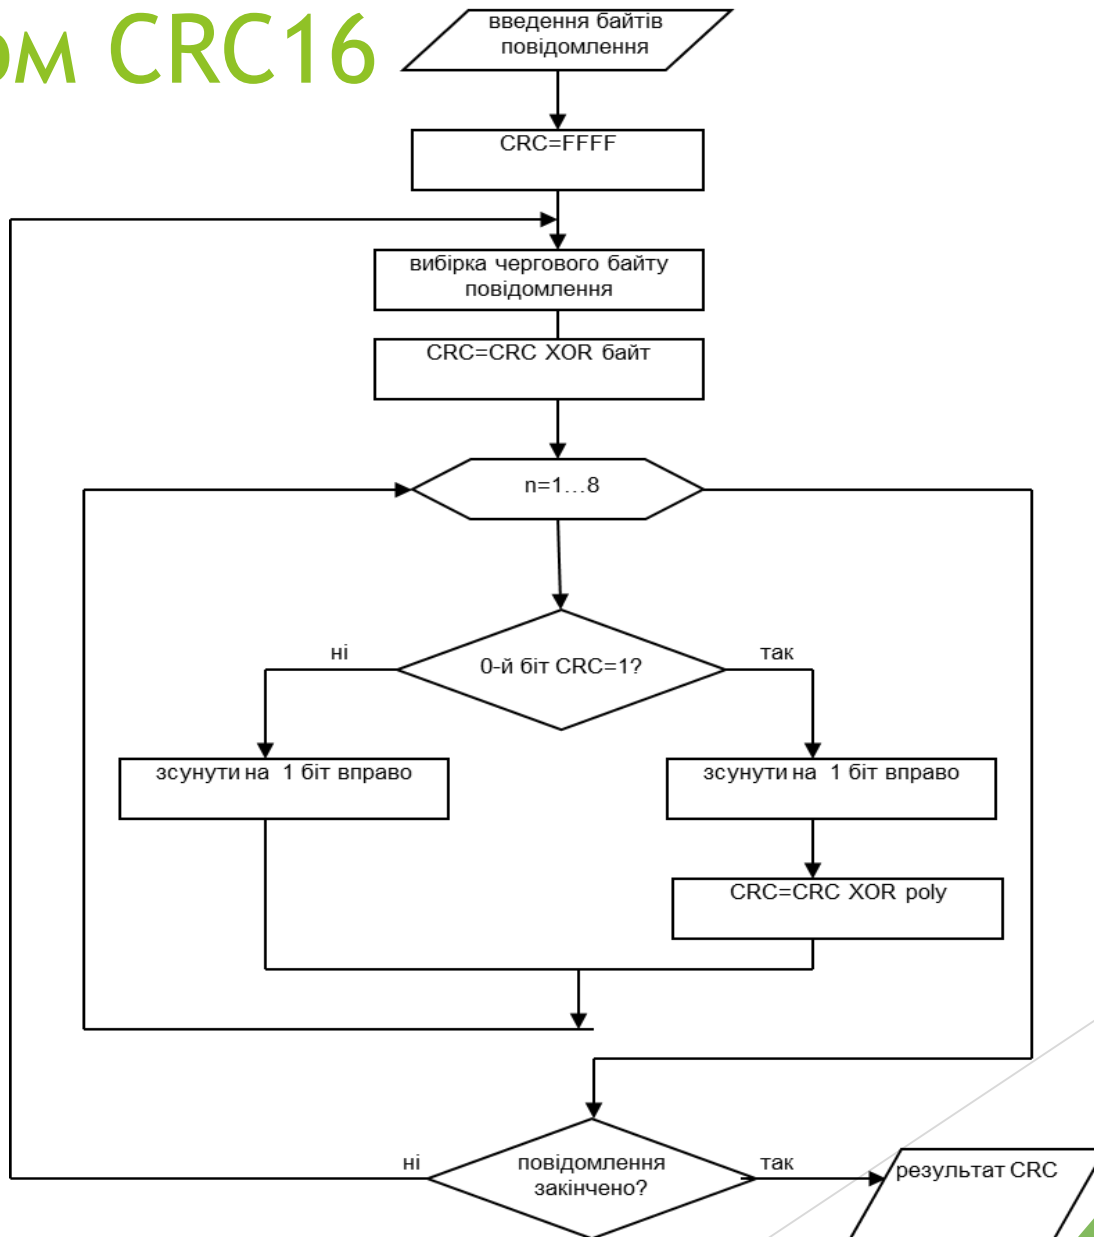 ом CRC16
введення байтів
повідомлення
CRC=FFFF
вибірка чергового байту
повідомлення
CRC=CRC XOR байт
n=1...8
0-й біт CRC=1?
ні
так
зсунути на 1 біт вправо
зсунути на 1 біт вправо
CRC=CRC XOR poly
повідомлення
закінчено?
ні
так
результат CRC